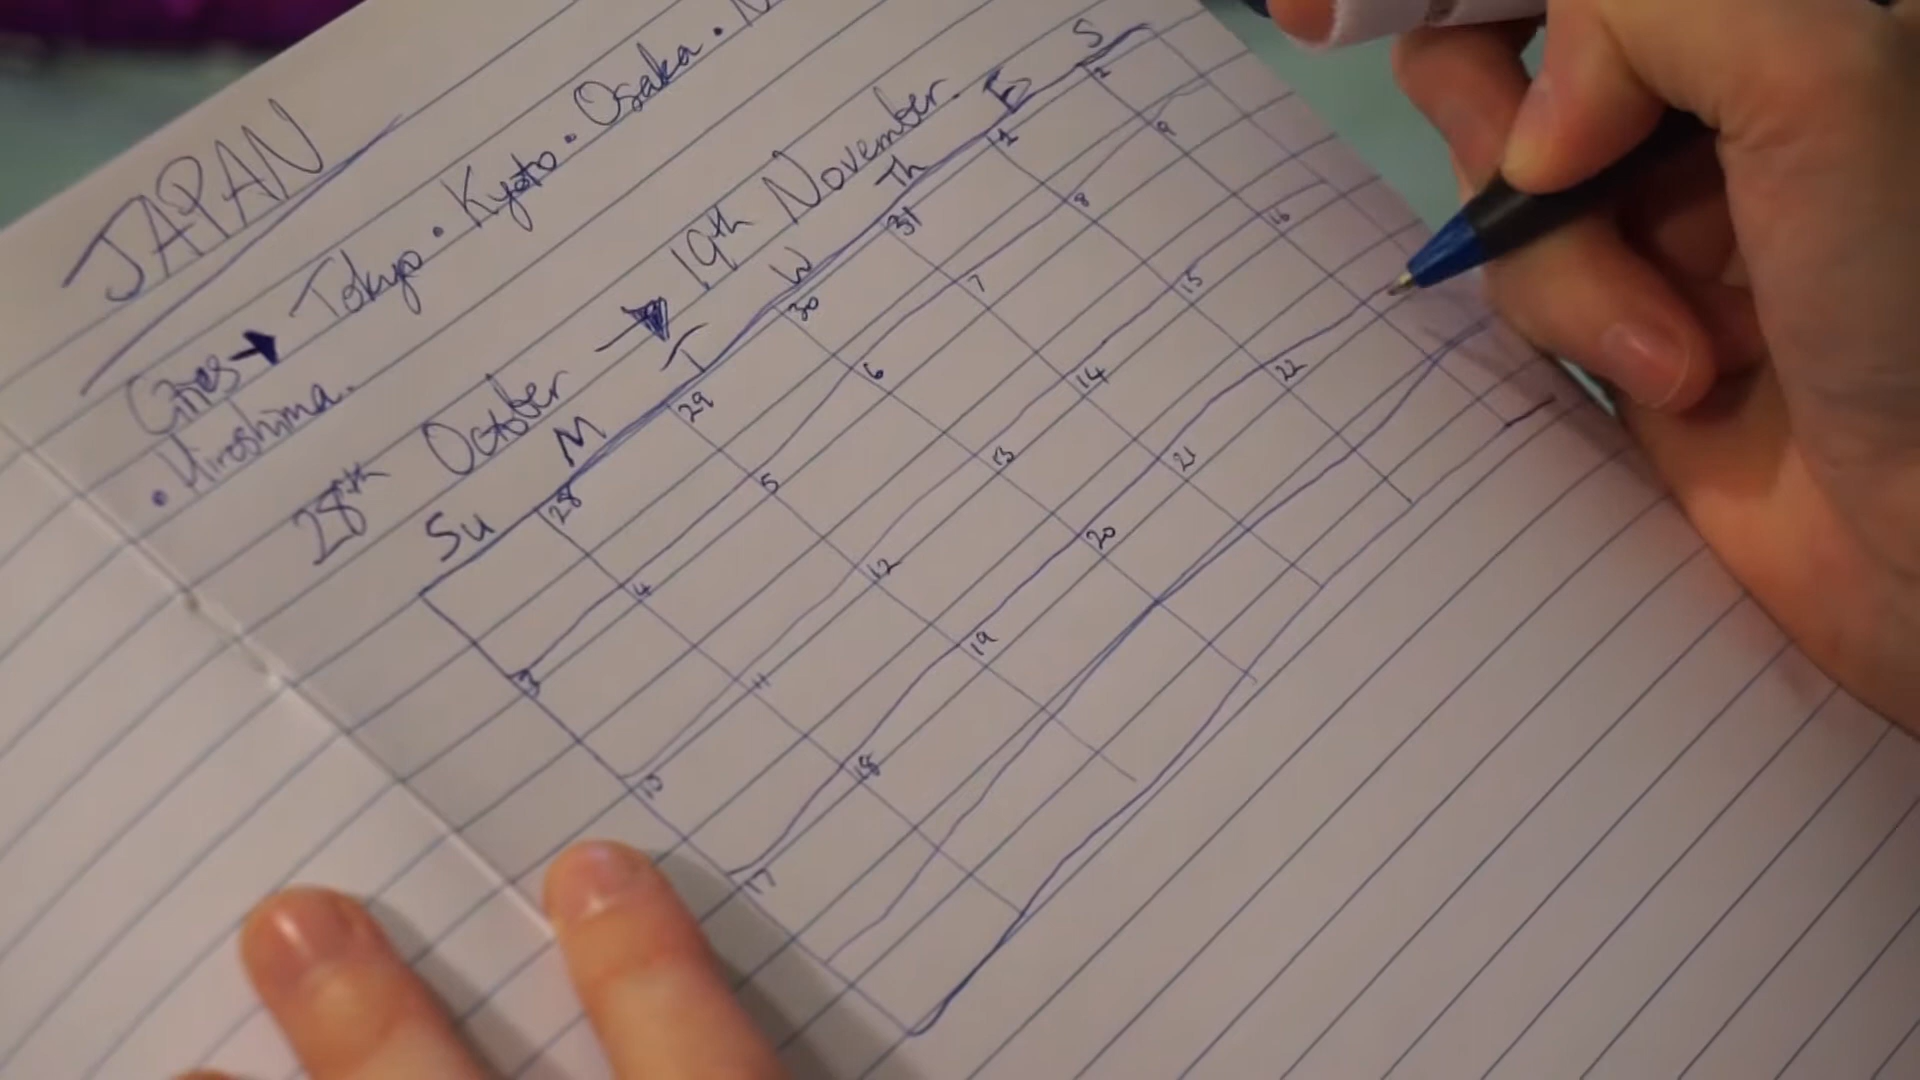 JAPAN
Cities → Tokyo • Kyoto • Osaka •
• Hiroshima.
28th October → 19th November.
Su M T W Th F S
28 29 30 31 1 2
3 4 5 6 7 8 9
10 11 12 13 14 15 16
17 18 19 20 21 22